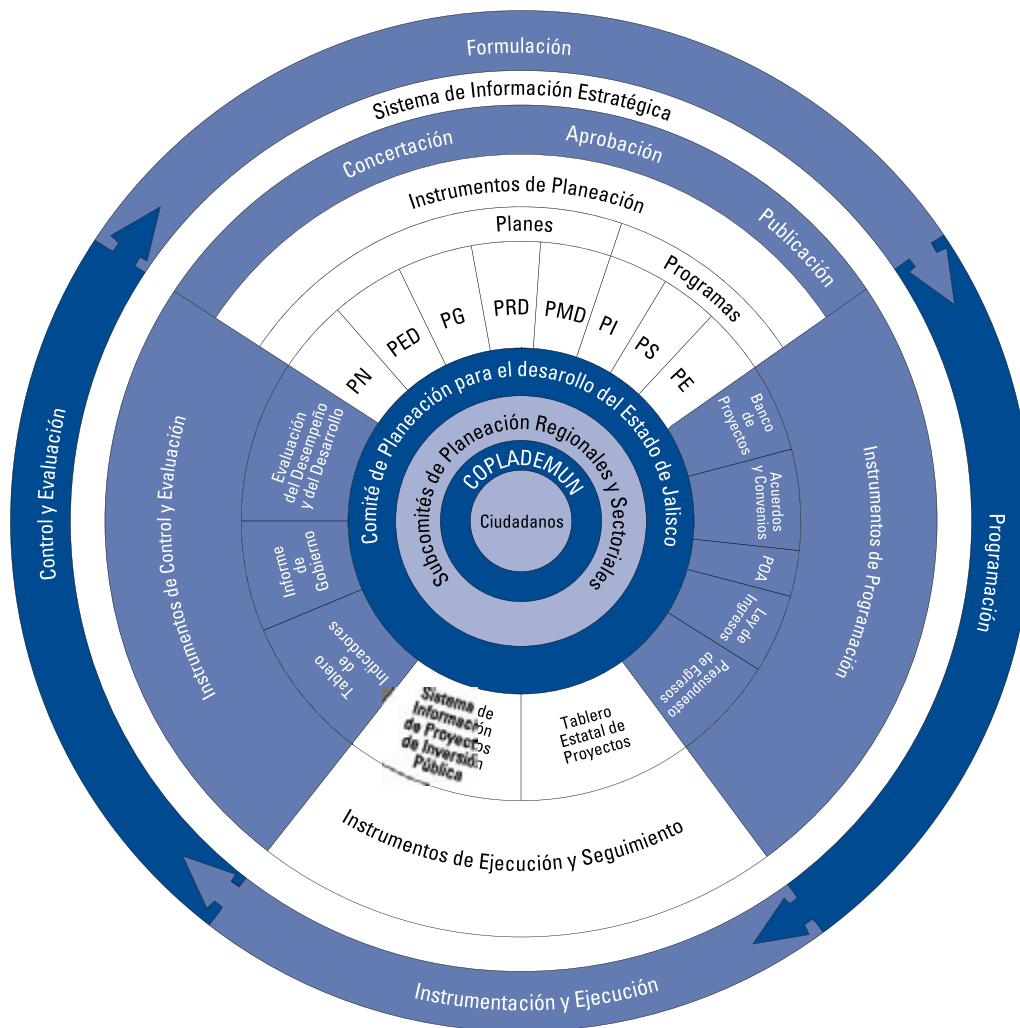 Formulación
Sistema de Información Estratégica
Concertación
Aprobación
Publicación
Instrumentos de Planeación
Planes
Programas
PN
PED
PG
PRD
PMD
PI
PS
PE
Comité de Planeación para el desarollo del Estado de Jalisco
Subcomités de Planeación Regionales y Sectoriales
COPLADEMUN
Ciudadanos
Banco
de
Proyectos
Acuerdos
y Convenios
POA
Ley de
Ingresos
Presupuesto
de Egresos
Instrumentos de Programación
Programación
Tablero
Estatal de
Proyectos
Sistema de
Información
de Proyectos
de Inversión
Pública
Instrumentos de Ejecución y Seguimiento
Instrumentación y Ejecución
Evaluación
del Desempeño
y del Desarrollo
Informe
de
Gobierno
Tablero
de
Indicadores
Instrumentos de Control y Evaluación
Control y Evaluación